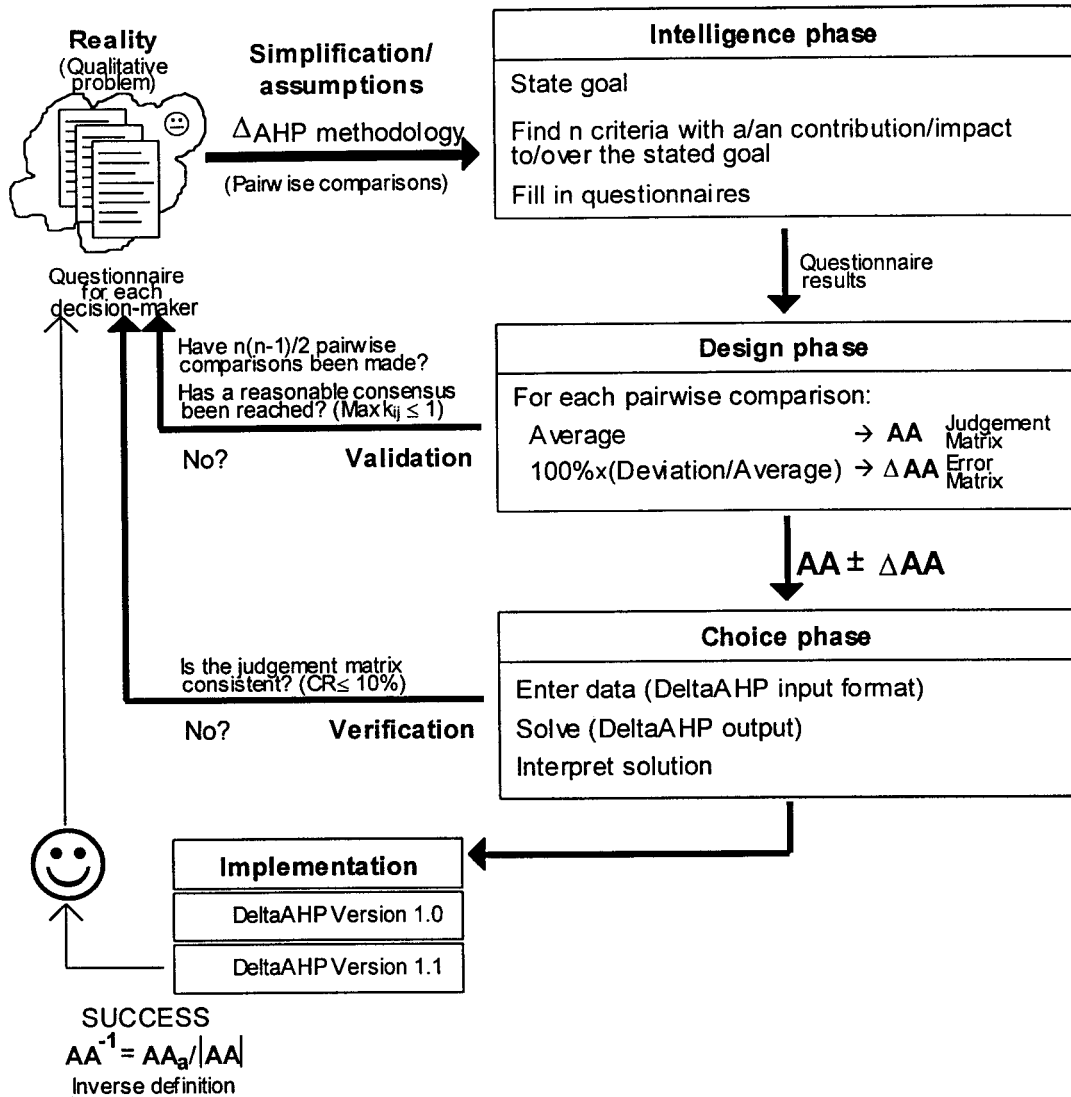 Reality
(Qualitative
problem)
Simplification/
assumptions
ΔAHP methodology
(Pairwise comparisons)
Intelligence phase
State goal
Find n criteria with a/an contribution/impact
to/over the stated goal
Fill in questionnaires
Questionnaire
for each
decision-maker
Questionnaire
results
Have n(n-1)/2 pairwise
comparisons been made?
Has a reasonable consensus
been reached? (Max kij ≤ 1)
No? Validation
Design phase
For each pairwise comparison:
Average → AA Judgement
Matrix
100%x(Deviation/Average) → ΔAA Error
Matrix
AA ± ΔAA
Is the judgement matrix
consistent? (CR≤ 10%)
No? Verification
Choice phase
Enter data (DeltaAHP input format)
Solve (DeltaAHP output)
Interpret solution
Implementation
DeltaAHP Version 1.0
DeltaAHP Version 1.1
SUCCESS
AA⁻¹ = AAₐ/|AA|
Inverse definition